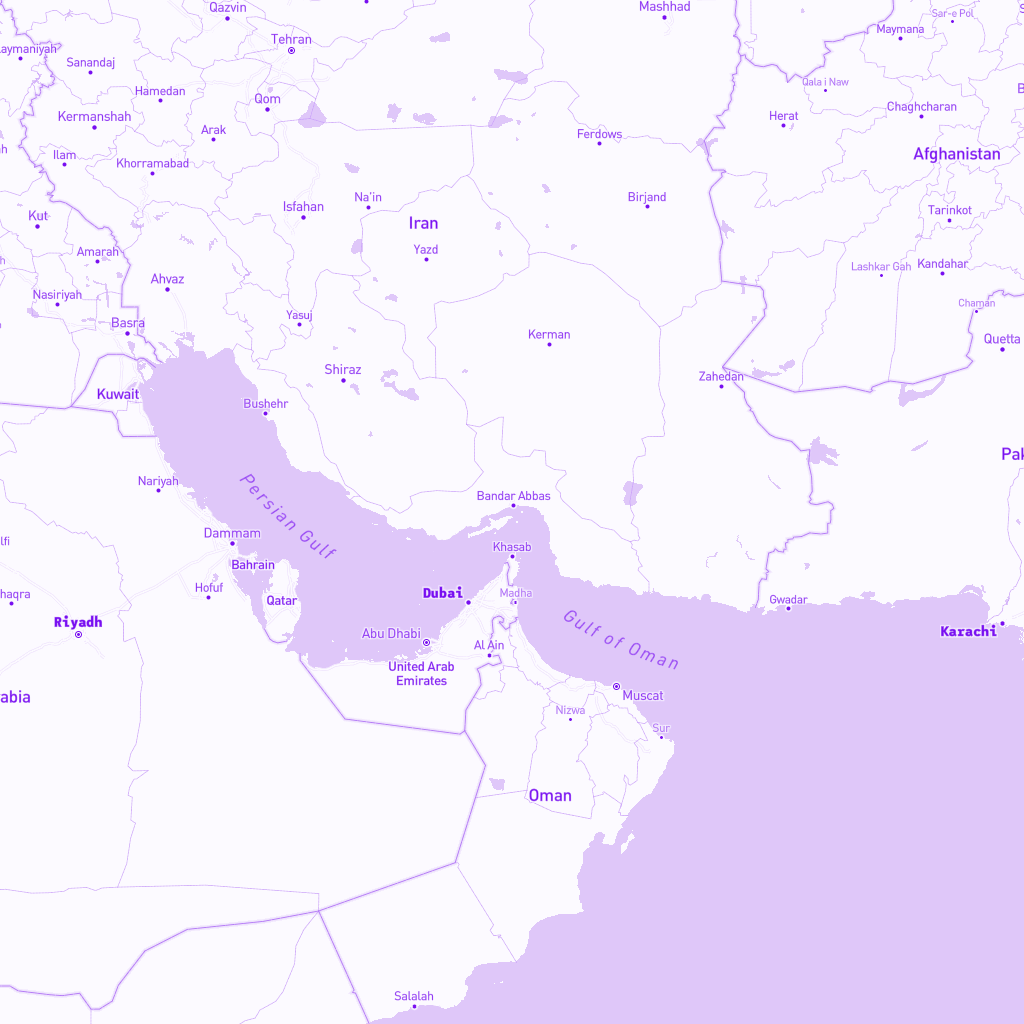 Qazvin
Mashhad
Sar-e Pol
Maymana
Tehran
aymaniyah
Sanandaj
Qala i Naw
Hamedan
Qom
Chaghcharan
Kermanshah
Herat
Arak
Ferdows
Ilam
Khorramabad
Afghanistan
Na'in
Birjand
Isfahan
Kut
Iran
Tarinkot
Amarah
Yazd
Lashkar Gah
Kandahar
Ahvaz
Nasiriyah
Chaman
Basra
Yasuj
Kerman
Quetta
Shiraz
Zahedan
Kuwait
Bushehr
Pak
Nariyah
Persian Gulf
Bandar Abbas
Dammam
lfi
Khasab
Bahrain
Hofuf
haqra
Qatar
Dubai
Madha
Gwadar
Riyadh
Abu Dhabi
Gulf of Oman
Karachi
Al Ain
United Arab
Emirates
abia
Muscat
Nizwa
Sur
Oman
Salalah